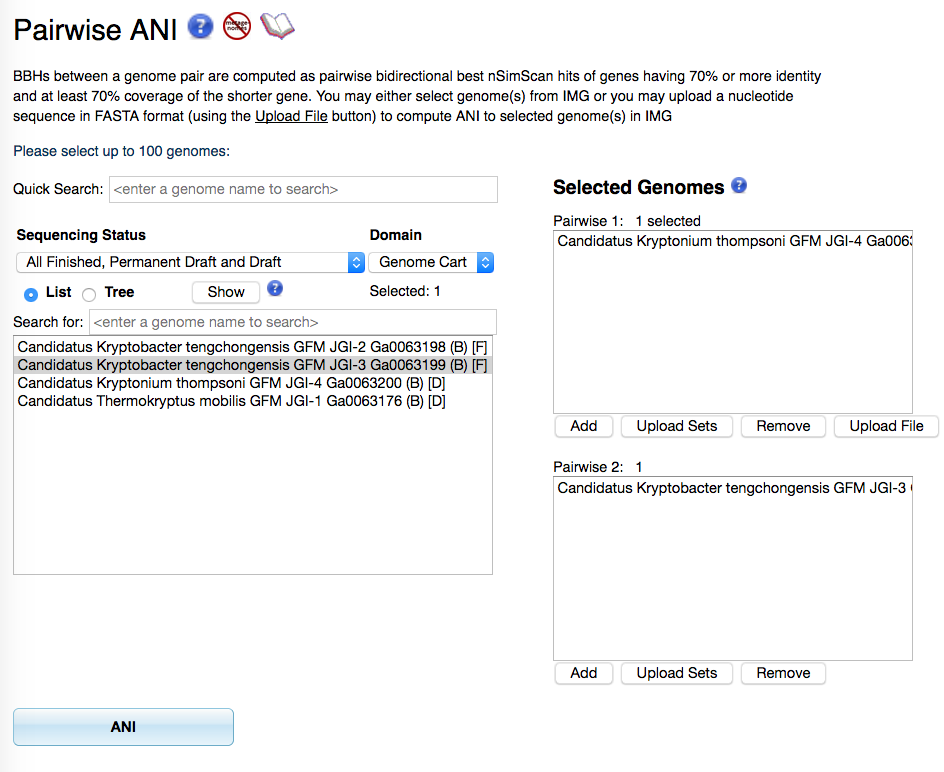 Pairwise ANI ?
BBHs between a genome pair are computed as pairwise bidirectional best nSimScan hits of genes having 70% or more identity
and at least 70% coverage of the shorter gene. You may either select genome(s) from IMG or you may upload a nucleotide
sequence in FASTA format (using the Upload File button) to compute ANI to selected genome(s) in IMG
Please select up to 100 genomes:
Quick Search: <enter a genome name to search>
Sequencing Status Domain
All Finished, Permanent Draft and Draft Genome Cart
List Tree Show ? Selected: 1
Search for: <enter a genome name to search>
Candidatus Kryptobacter tengchongensis GFM JGI-2 Ga0063198 (B) [F]
Candidatus Kryptobacter tengchongensis GFM JGI-3 Ga0063199 (B) [F]
Candidatus Kryptonium thompsoni GFM JGI-4 Ga0063200 (B) [D]
Candidatus Thermokryptus mobilis GFM JGI-1 Ga0063176 (B) [D]
Selected Genomes ?
Pairwise 1: 1 selected
Candidatus Kryptonium thompsoni GFM JGI-4 Ga0063
Add Upload Sets Remove Upload File
Pairwise 2: 1
Candidatus Kryptobacter tengchongensis GFM JGI-3
Add Upload Sets Remove
ANI